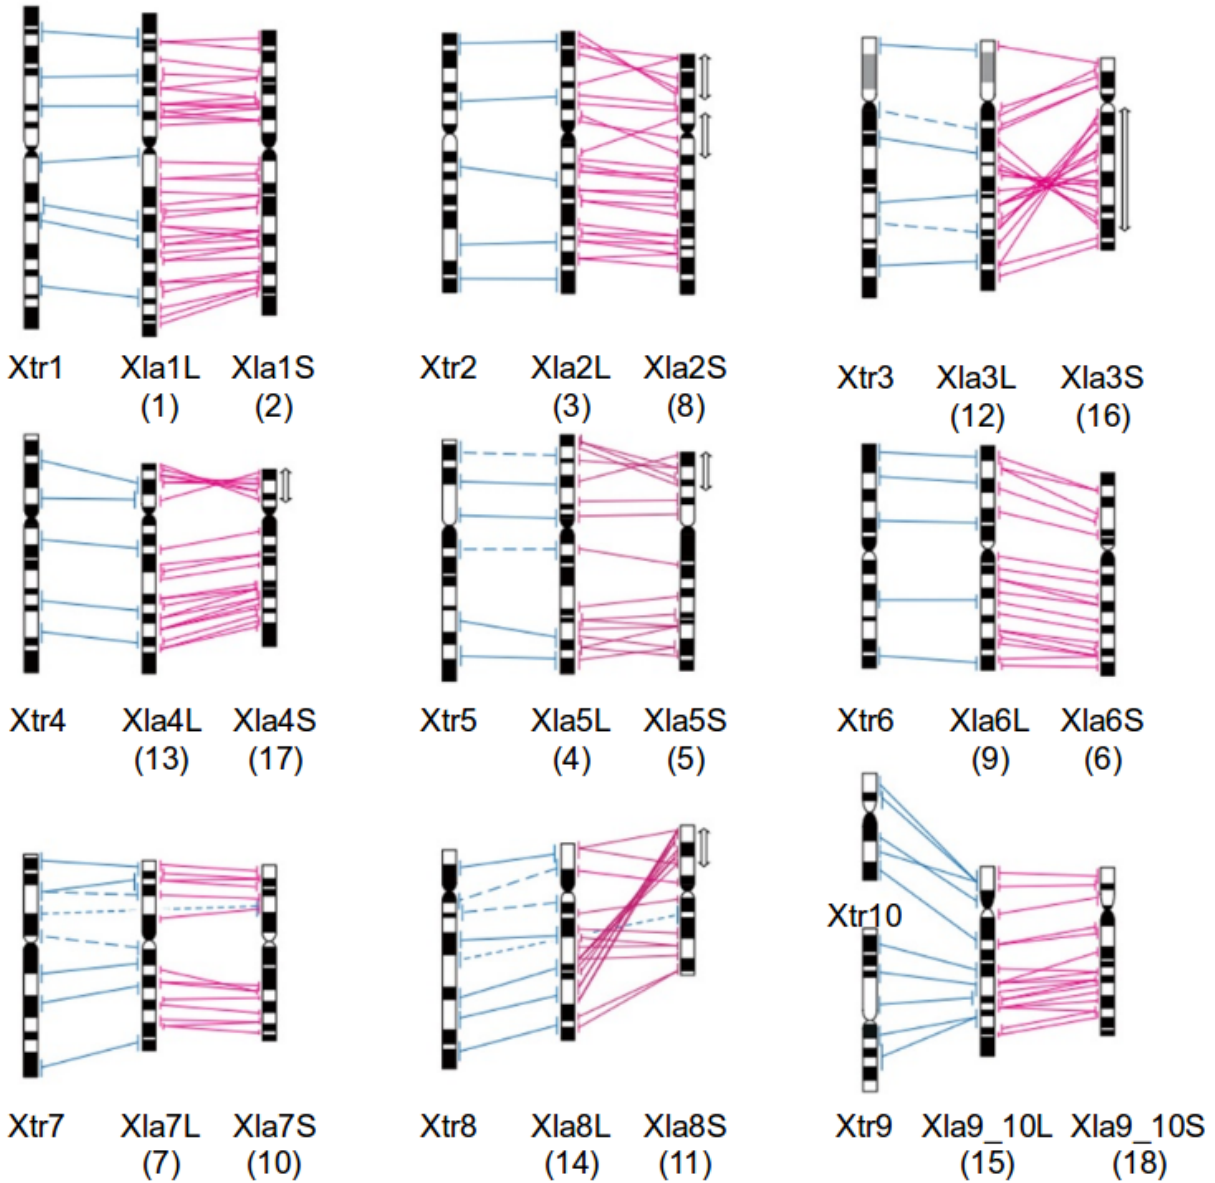 Xtr1 Xla1L Xla1S
(1) (2)
Xtr2 Xla2L Xla2S
(3) (8)
Xtr3 Xla3L Xla3S
(12) (16)
Xtr4 Xla4L Xla4S
(13) (17)
Xtr5 Xla5L Xla5S
(4) (5)
Xtr6 Xla6L Xla6S
(9) (6)
Xtr7 Xla7L Xla7S
(7) (10)
Xtr8 Xla8L Xla8S
(14) (11)
Xtr10
Xtr9 Xla9_10L Xla9_10S
(15) (18)